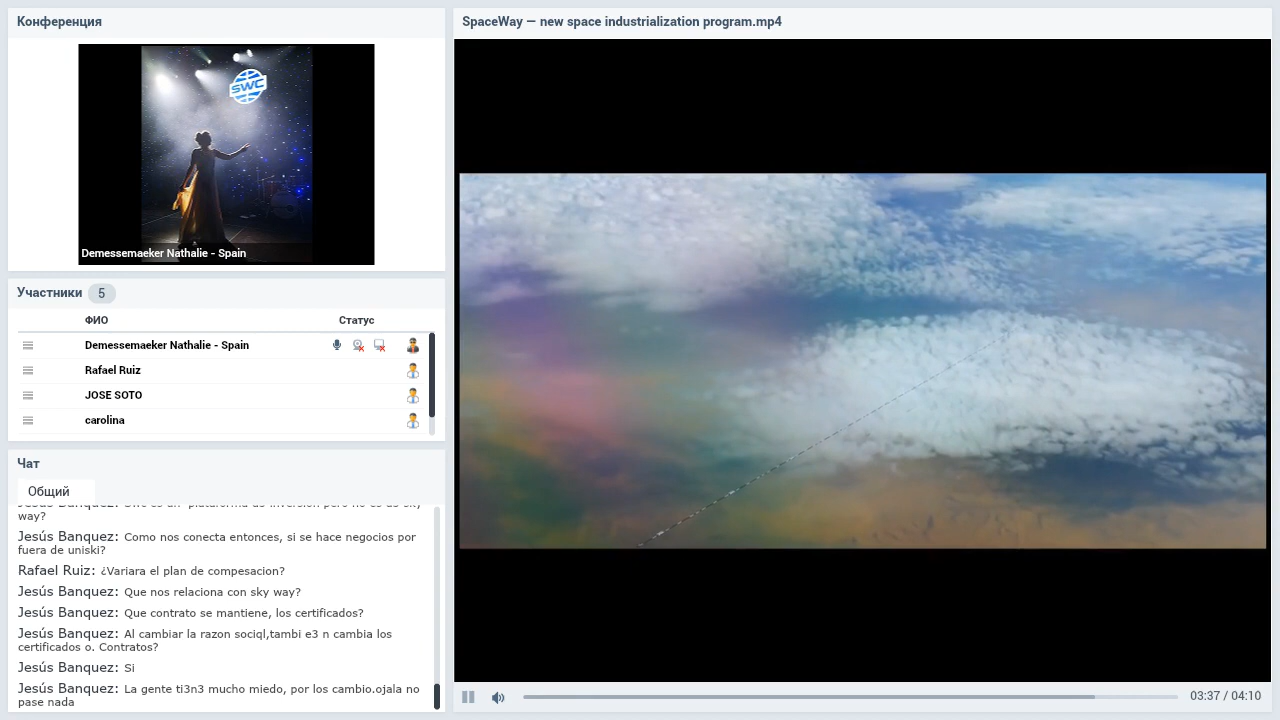 Конференция
SWC
Demessemaeker Nathalie - Spain
Участники 5
ФИО Статус
Demessemaeker Nathalie - Spain
Rafael Ruiz
JOSE SOTO
carolina
Чат
Общий
way?
Jesús Banquez: Como nos conecta entonces, si se hace negocios por
fuera de uniski?
Rafael Ruiz: ¿Variara el plan de compesacion?
Jesús Banquez: Que nos relaciona con sky way?
Jesús Banquez: Que contrato se mantiene, los certificados?
Jesús Banquez: Al cambiar la razon sociql,tambi e3 n cambia los
certificados o. Contratos?
Jesús Banquez: Si
Jesús Banquez: La gente ti3n3 mucho miedo, por los cambio.ojala no
pase nada
SpaceWay — new space industrialization program.mp4
03:37 / 04:10